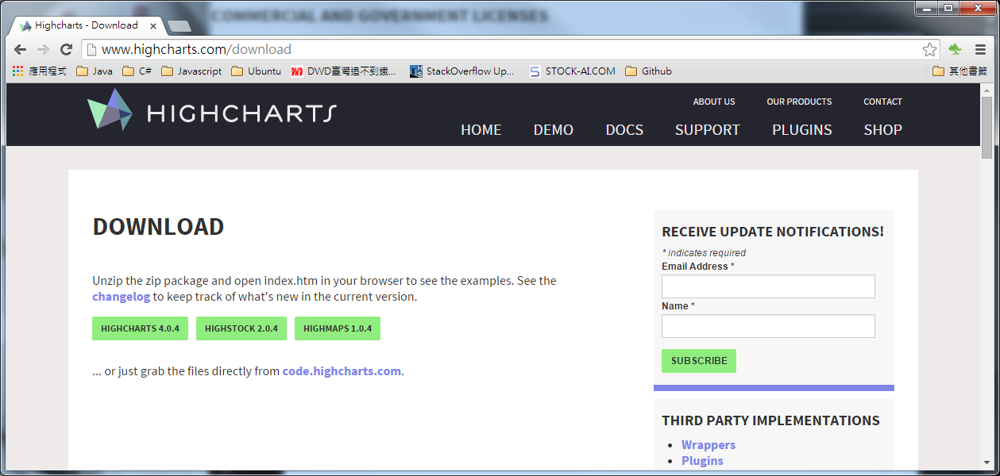 COMMERCIAL AND GOVERNMENT LICENSES
Highcharts - Download
www.highcharts.com/download
應用程式 Java C# Javascript Ubuntu DWD臺灣追不到鐵... StackOverflow Up... STOCK-AI.COM Github 其他書籤
HIGHCHARTS
ABOUT US OUR PRODUCTS CONTACT
HOME DEMO DOCS SUPPORT PLUGINS SHOP
DOWNLOAD
Unzip the zip package and open index.htm in your browser to see the examples. See the
changelog to keep track of what's new in the current version.
HIGHCHARTS 4.0.4 HIGHSTOCK 2.0.4 HIGHMAPS 1.0.4
... or just grab the files directly from code.highcharts.com.
RECEIVE UPDATE NOTIFICATIONS!
* indicates required
Email Address *
Name *
SUBSCRIBE
THIRD PARTY IMPLEMENTATIONS
Wrappers
Plugins